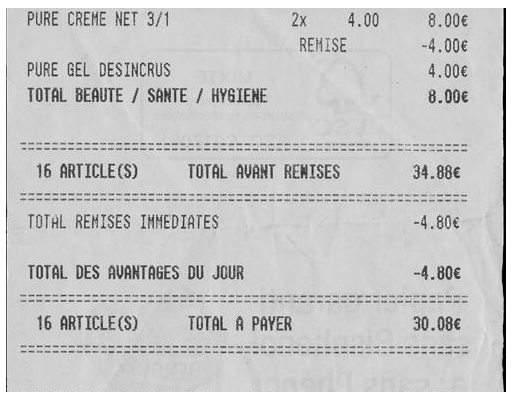 PURE CREME NET 3/1 2x 4.00 8.00€
REMISE -4.00€
PURE GEL DESINCRUS 4.00€
TOTAL BEAUTE / SANTE / HYGIENE 8.00€
16 ARTICLE(S) TOTAL AVANT REMISES 34.88€
TOTAL REMISES IMMEDIATES -4.80€
TOTAL DES AVANTAGES DU JOUR -4.80€
16 ARTICLE(S) TOTAL A PAYER 30.08€